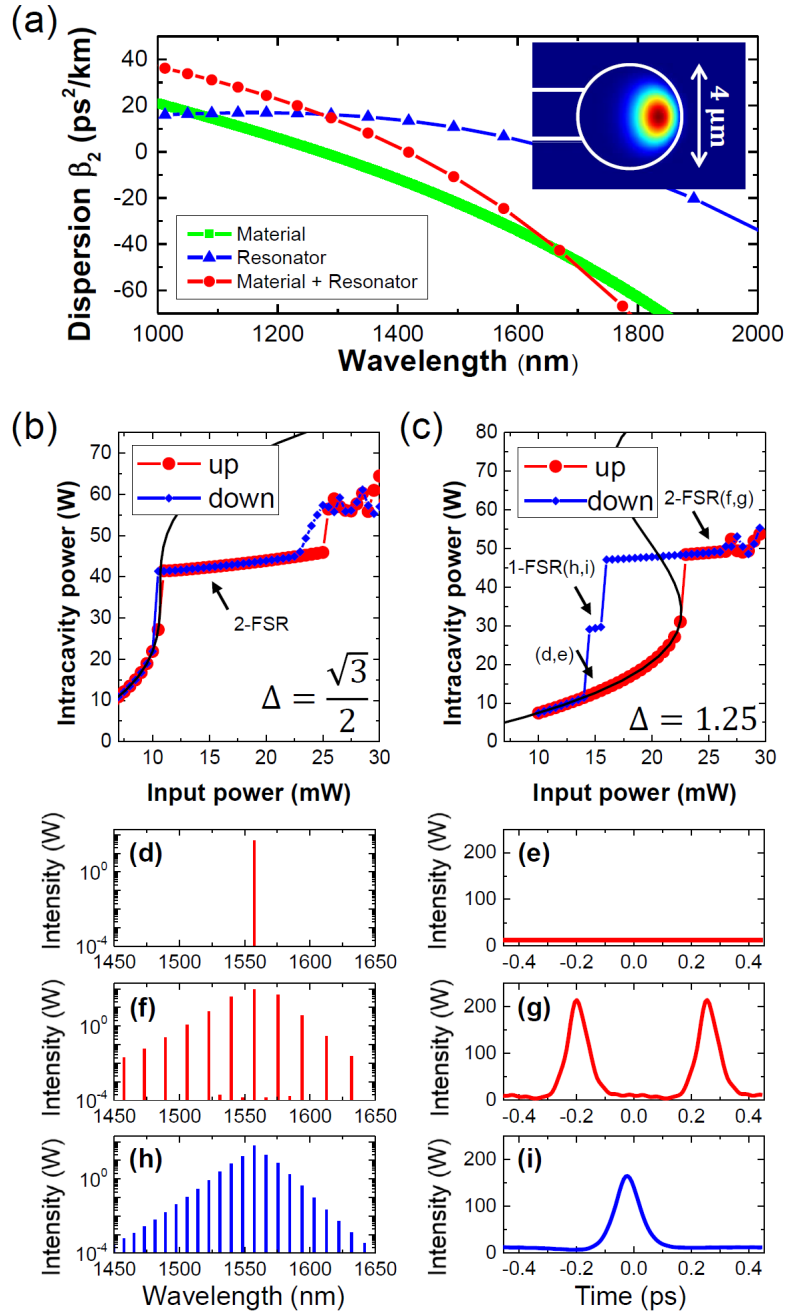 (a)
Dispersion β₂ (ps²/km)
40
20
0
-20
-40
-60
4 μm
Material
Resonator
Material + Resonator
1000 1200 1400 1600 1800 2000
Wavelength (nm)
(b)
Intracavity power (W)
70
60
50
40
30
20
10
0
up
down
2-FSR
Δ = √3/2
10 15 20 25 30
Input power (mW)
(c)
Intracavity power (W)
80
70
60
50
40
30
20
10
0
up
down
2-FSR(f,g)
1-FSR(h,i)
(d,e)
Δ = 1.25
10 15 20 25 30
Input power (mW)
(d)
Intensity (W)
10⁰
10⁻⁴
1450 1500 1550 1600 1650
(e)
Intensity (W)
200
100
0
-0.4 -0.2 0.0 0.2 0.4
(f)
Intensity (W)
10⁰
10⁻⁴
1450 1500 1550 1600 1650
(g)
Intensity (W)
200
100
0
-0.4 -0.2 0.0 0.2 0.4
(h)
Intensity (W)
10⁰
10⁻⁴
1450 1500 1550 1600 1650
Wavelength (nm)
(i)
Intensity (W)
200
100
0
-0.4 -0.2 0.0 0.2 0.4
Time (ps)